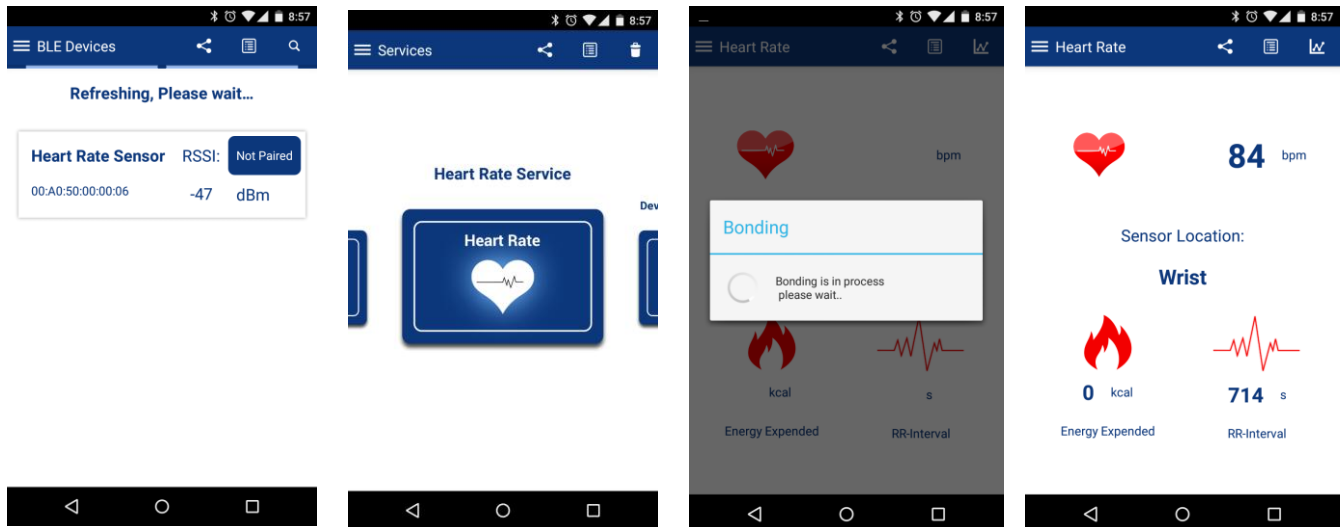 8:57
BLE Devices
Refreshing, Please wait...
Heart Rate Sensor RSSI: Not Paired
00:A0:50:00:00:06 -47 dBm
8:57
Services
Heart Rate Service
Dev
Heart Rate
8:57
Heart Rate
bpm
Bonding
Bonding is in process
please wait..
kcal s
Energy Expended RR-Interval
8:57
Heart Rate
84 bpm
Sensor Location:
Wrist
0 kcal 714 s
Energy Expended RR-Interval